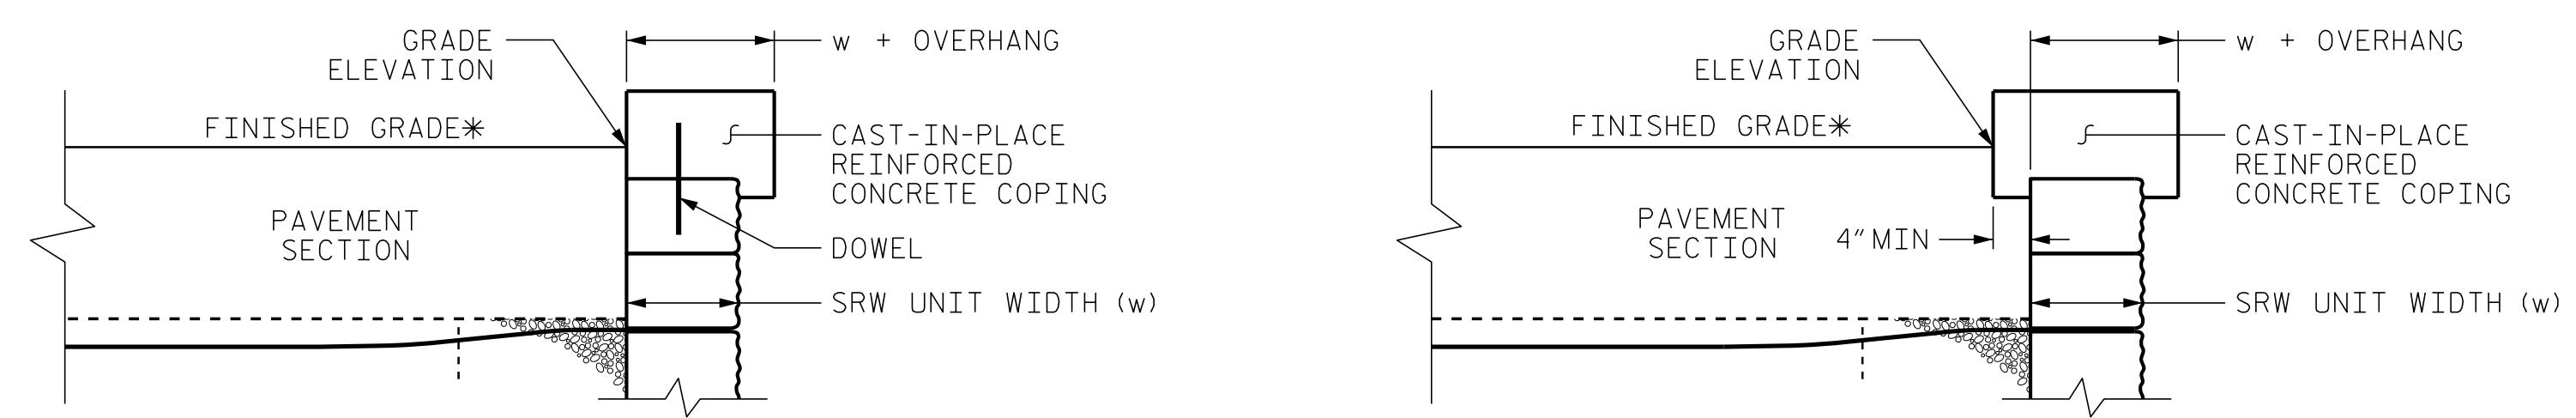 GRADE
ELEVATION
w + OVERHANG
FINISHED GRADE*
CAST-IN-PLACE
REINFORCED
CONCRETE COPING
PAVEMENT
SECTION
DOWEL
SRW UNIT WIDTH (w)
GRADE
ELEVATION
w + OVERHANG
FINISHED GRADE*
CAST-IN-PLACE
REINFORCED
CONCRETE COPING
PAVEMENT
SECTION
4" MIN
SRW UNIT WIDTH (w)